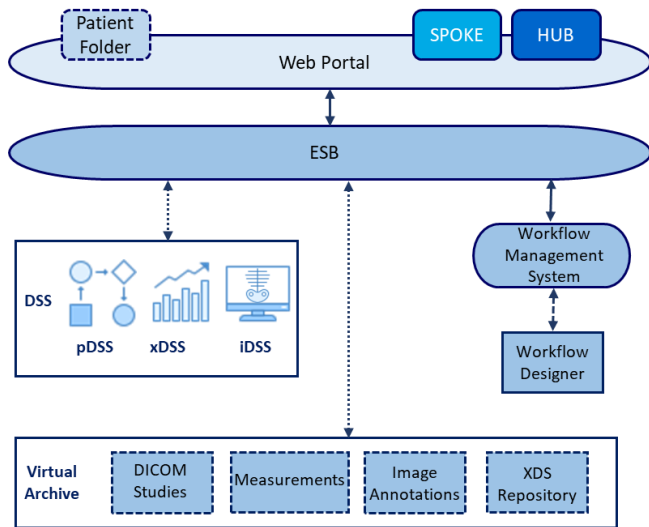 Patient
Folder
SPOKE
HUB
Web Portal
ESB
Workflow
Management
System
DSS
pDSS
xDSS
iDSS
Workflow
Designer
Virtual
Archive
DICOM
Studies
Measurements
Image
Annotations
XDS
Repository